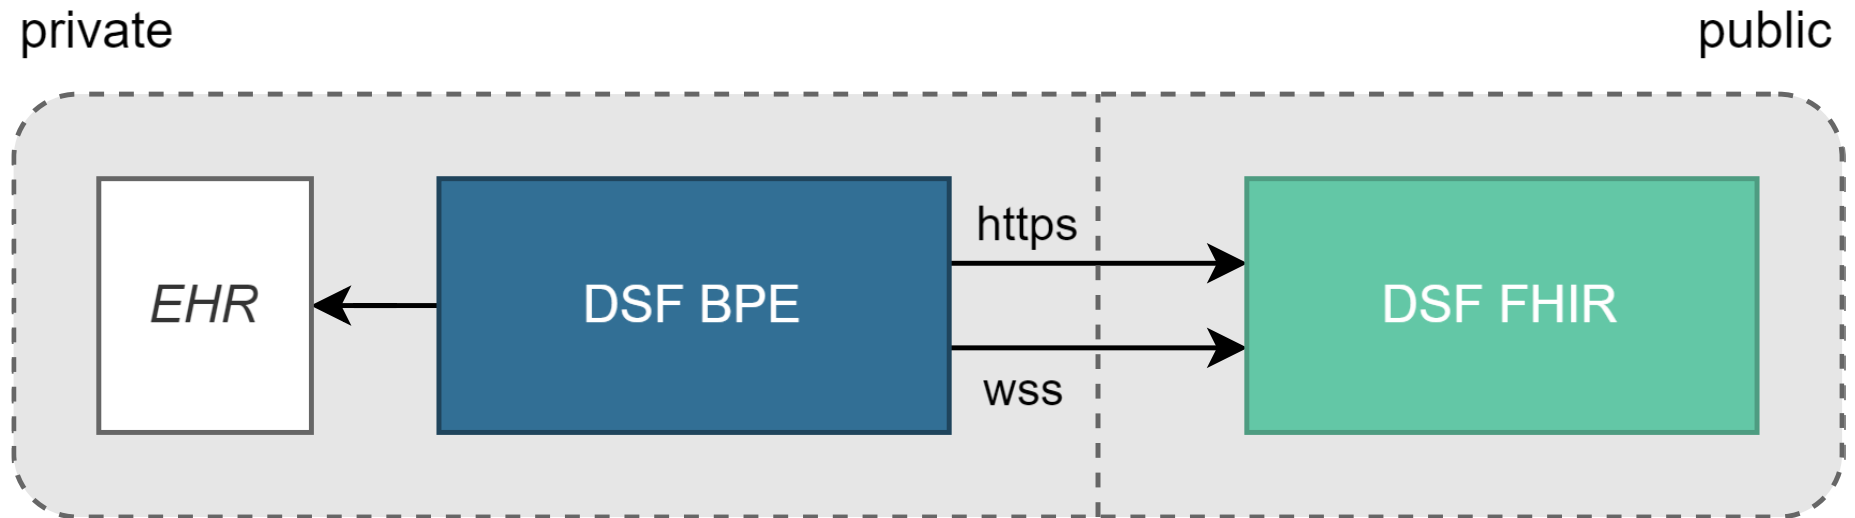 private
public
https
EHR
DSF BPE
DSF FHIR
wss